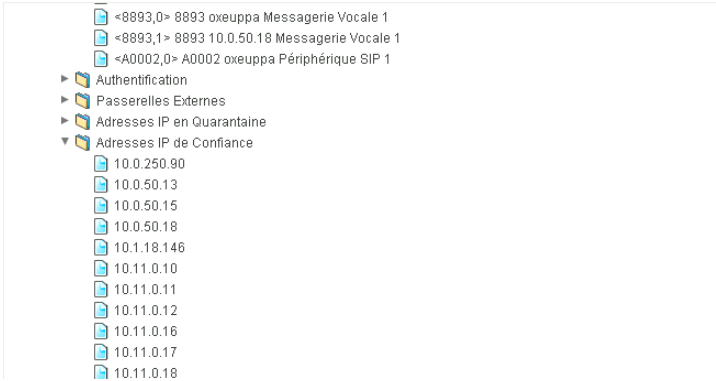 <8893,0> 8893 oxeuppa Messagerie Vocale 1
<8893,1> 8893 10.0.50.18 Messagerie Vocale 1
<A0002,0> A0002 oxeuppa Périphérique SIP 1
Authentification
Passerelles Externes
Adresses IP en Quarantaine
Adresses IP de Confiance
10.0.250.90
10.0.50.13
10.0.50.15
10.0.50.18
10.1.18.146
10.11.0.10
10.11.0.11
10.11.0.12
10.11.0.16
10.11.0.17
10.11.0.18